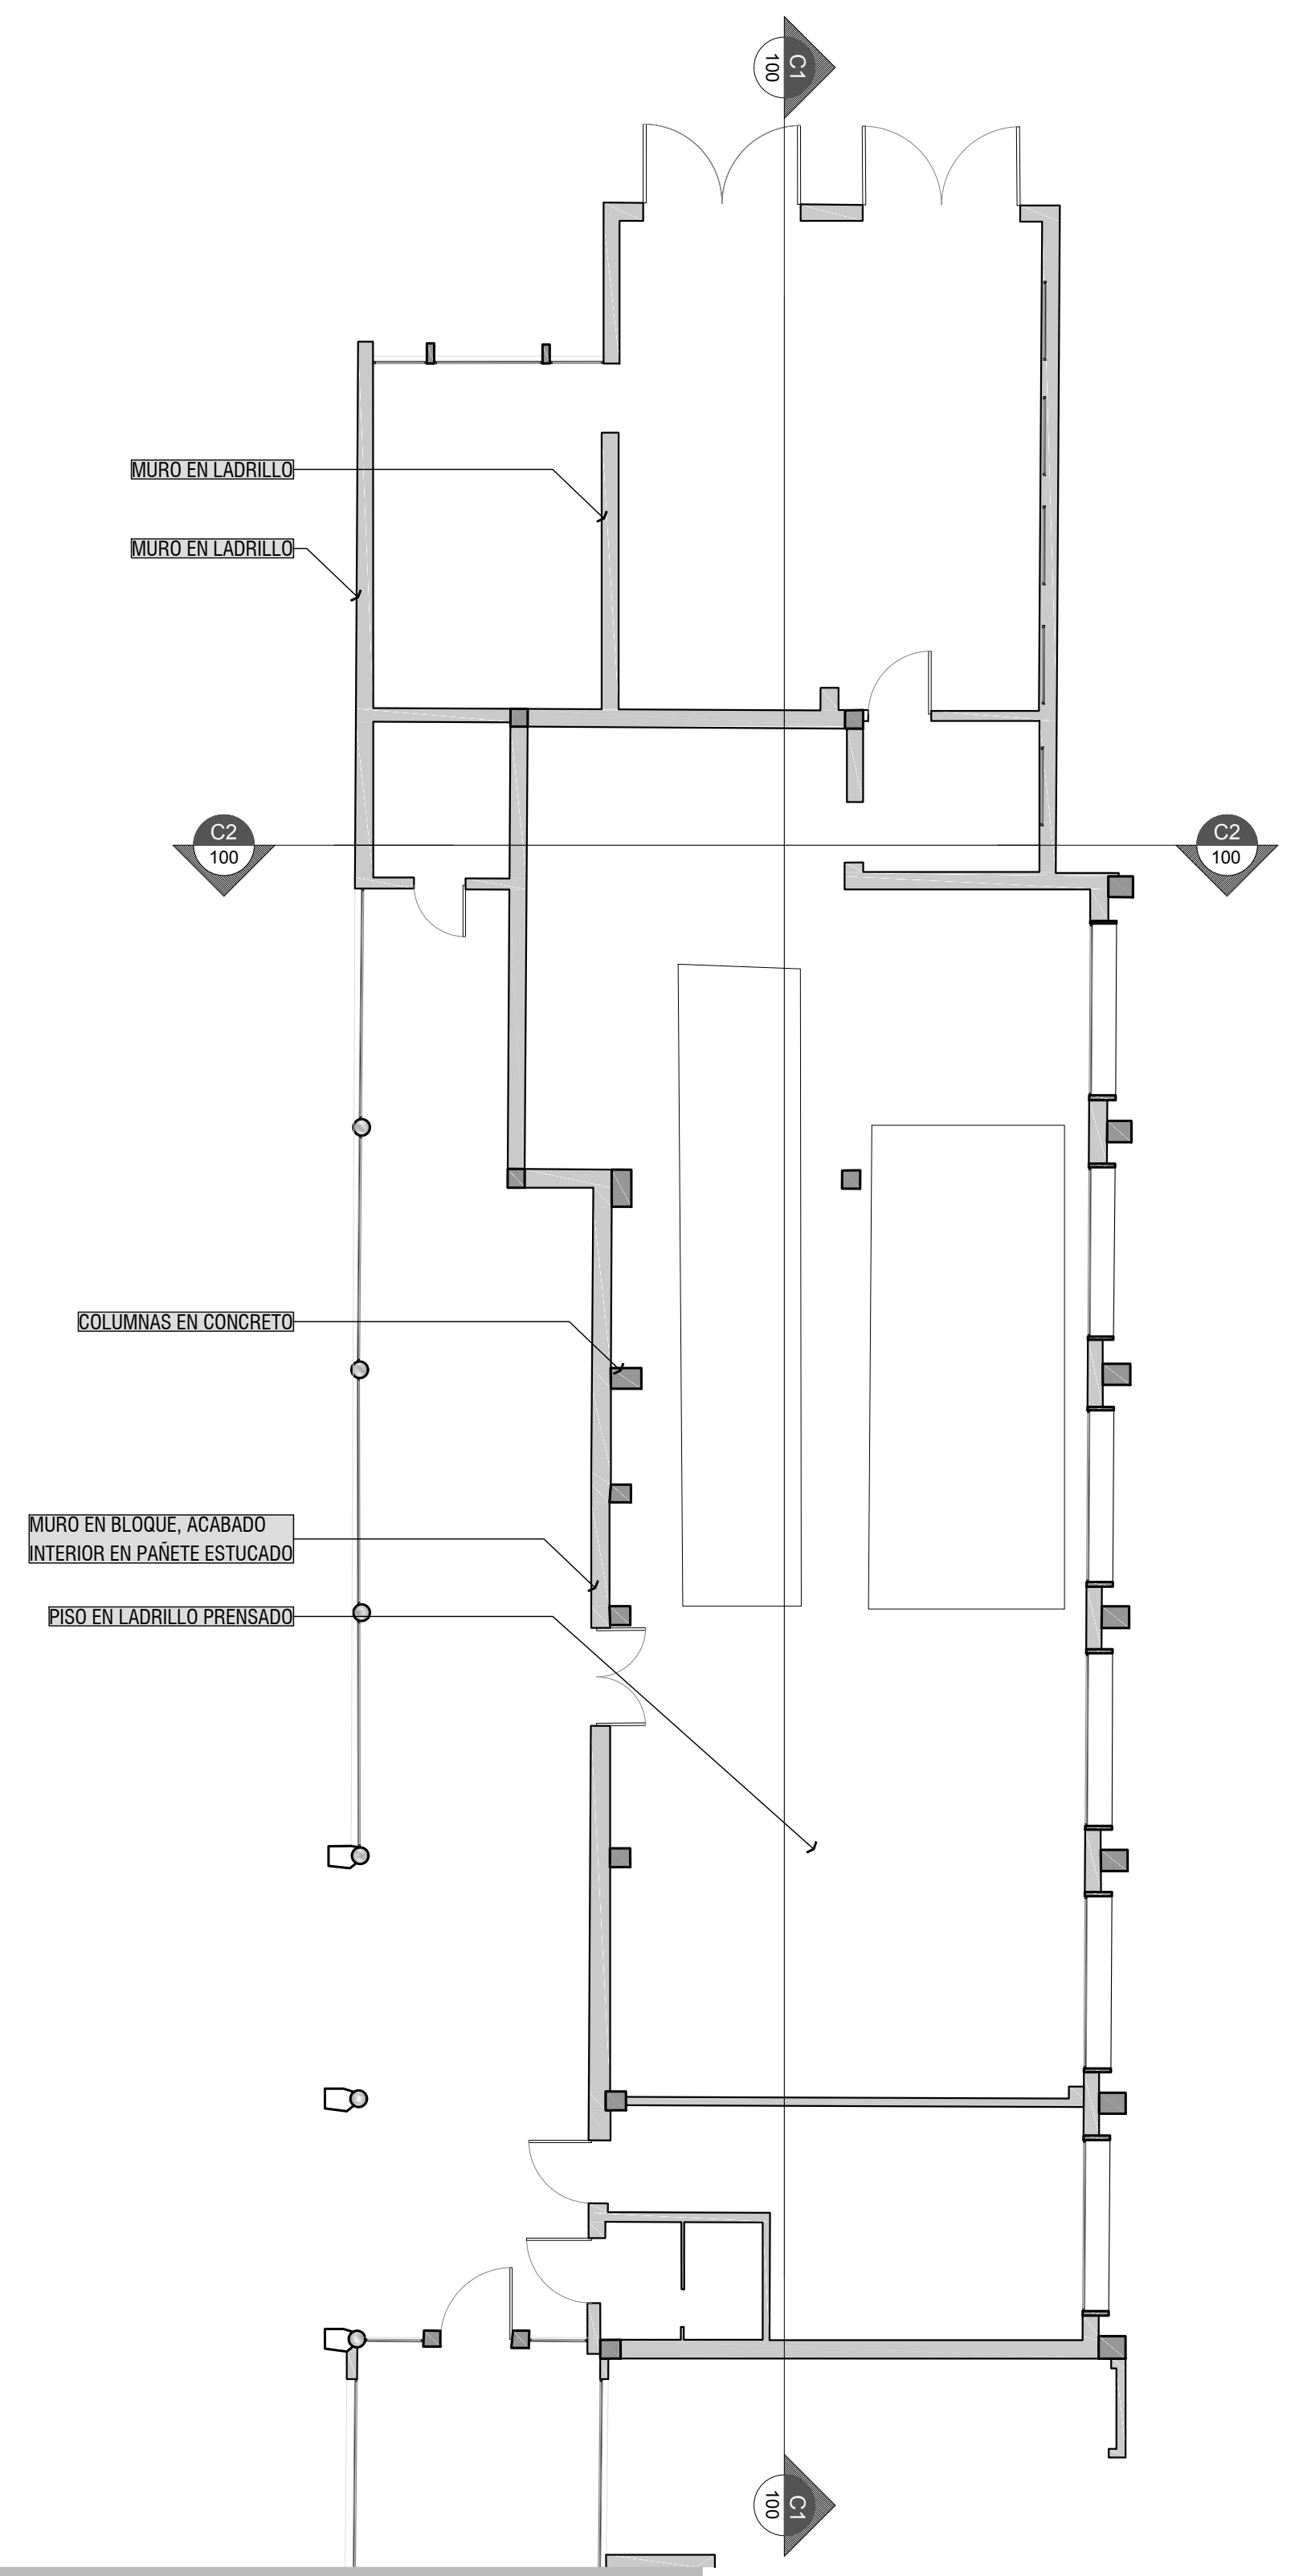 C1
100
MURO EN LADRILLO
MURO EN LADRILLO
C2
100
C2
100
COLUMNAS EN CONCRETO
MURO EN BLOQUE, ACABADO
INTERIOR EN PAÑETE ESTUCADO
PISO EN LADRILLO PRENSADO
C1
100